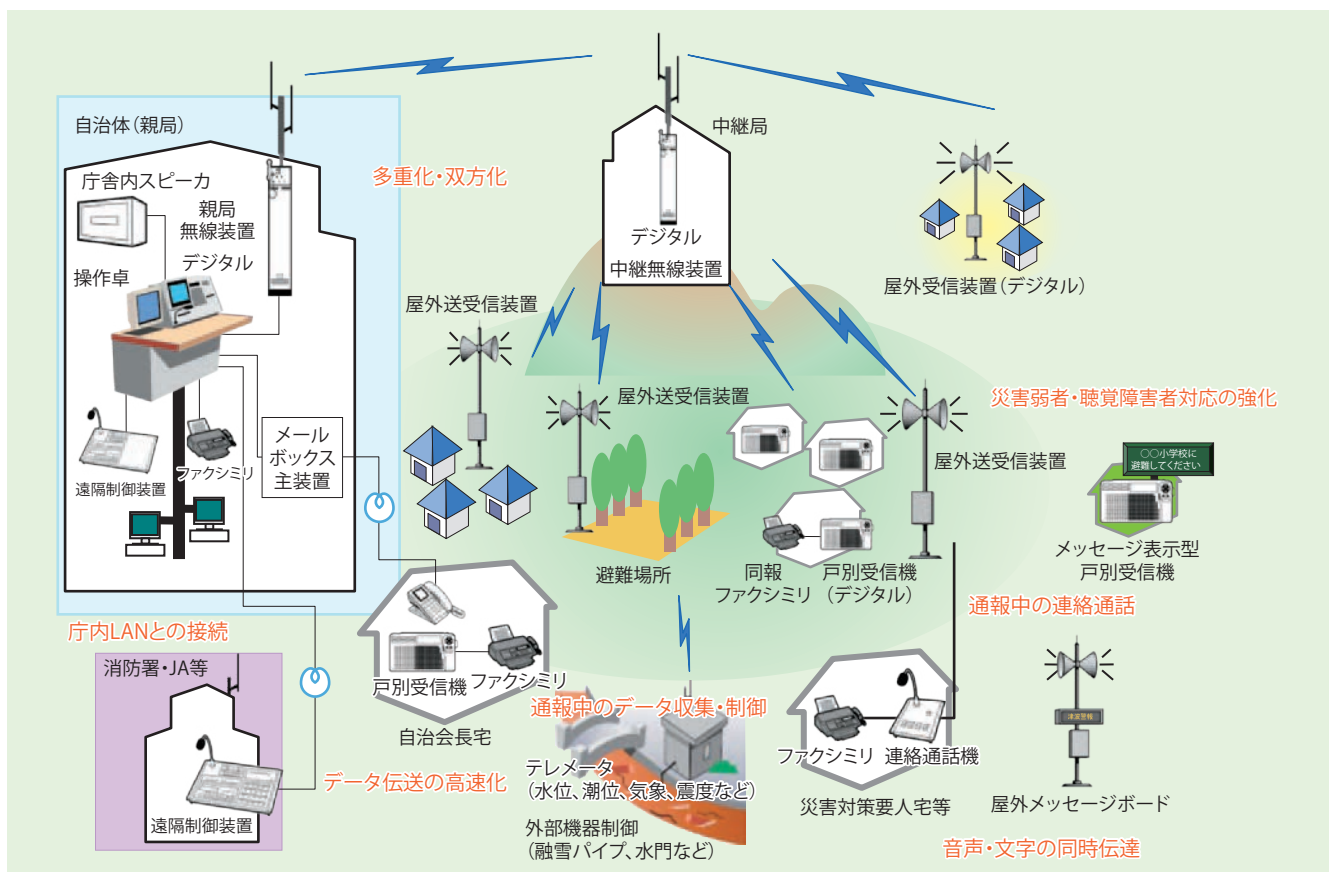 自治体（親局）
庁舎内スピーカ
親局
無線装置
デジタル
操作卓
遠隔制御装置
ファクシミリ
メール
ボックス
主装置
庁内LANとの接続
消防署・JA等
遠隔制御装置
多重化・双方化
中継局
デジタル
中継無線装置
屋外受信装置（デジタル）
屋外送受信装置
屋外送受信装置
避難場所
同報
ファクシミリ
戸別受信機
（デジタル）
屋外送受信装置
災害弱者・聴覚障害者対応の強化
○○小学校に
避難してください
メッセージ表示型
戸別受信機
通報中の連絡通話
戸別受信機
ファクシミリ
自治会長宅
データ伝送の高速化
通報中のデータ収集・制御
テレメータ
（水位、潮位、気象、震度など）
外部機器制御
（融雪パイプ、水門など）
ファクシミリ
連絡通話機
災害対策要人宅等
津波警報
屋外メッセージボード
音声・文字の同時伝達